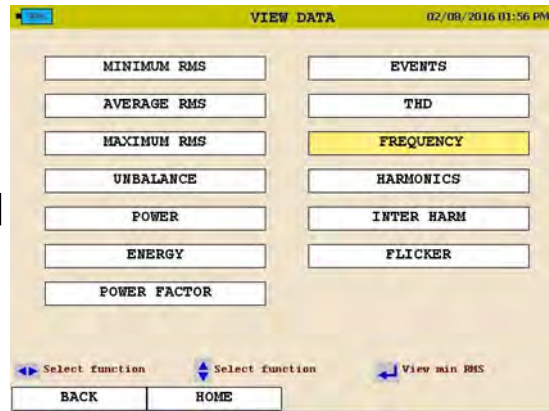 VIEW DATA 02/08/2016 01:56 PM
MINIMUM RMS EVENTS
AVERAGE RMS THD
MAXIMUM RMS FREQUENCY
UNBALANCE HARMONICS
POWER INTER HARM
ENERGY FLICKER
POWER FACTOR
Select function Select function View min RMS
BACK HOME